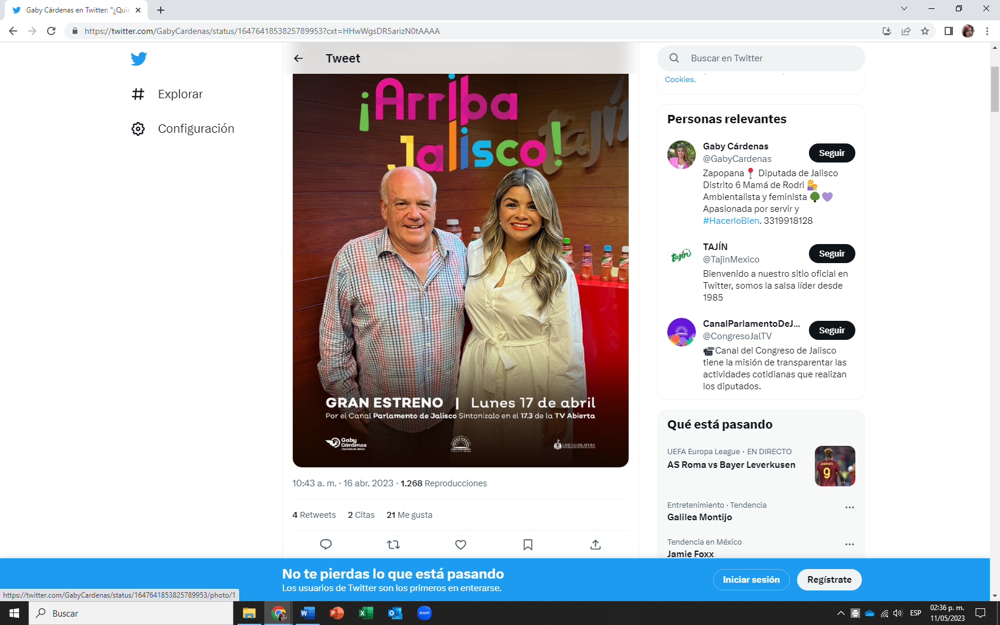 Gaby Cárdenas en Twitter: "¿Quie
https://twitter.com/GabyCardenas/status/1647641853825789953?cxt=HHwWgsDR5arizN0tAAAA
Explorar
Configuración
Tweet
¡Arriba
Jalisco!
tajín
GRAN ESTRENO | Lunes 17 de abril
Por el Canal Parlamento de Jalisco Sintonízalo en el 17.3 de la TV Abierta
Gaby
Cárdenas
Diputada de Jalisco
LXIII LEGISLATURA
10:43 a. m. · 16 abr. 2023 · 1.268 Reproducciones
4 Retweets 2 Citas 21 Me gusta
Buscar en Twitter
Cookies.
Personas relevantes
Gaby Cárdenas
@GabyCardenas
Seguir
Zapopana📍 Diputada de Jalisco
Distrito 6 Mamá de Rodri
Ambientalista y feminista 🌳💜
Apasionada por servir y
#HacerloBien. 3319918128
tajín
TAJÍN
@TajinMexico
Seguir
Bienvenido a nuestro sitio oficial en
Twitter, somos la salsa líder desde
1985
CanalParlamentoDeJ...
@CongresoJalTV
Seguir
Canal del Congreso de Jalisco
tiene la misión de transparentar las
actividades cotidianas que realizan
los diputados.
Qué está pasando
UEFA Europa League · EN DIRECTO
AS Roma vs Bayer Leverkusen
9
Entretenimiento · Tendencia
Galilea Montijo
Tendencia en México
Jamie Foxx
No te pierdas lo que está pasando
Los usuarios de Twitter son los primeros en enterarse.
Iniciar sesión
Regístrate
https://twitter.com/GabyCardenas/status/1647641853825789953/photo/1
Buscar
zoom
ESP
02:36 p. m.
11/05/2023